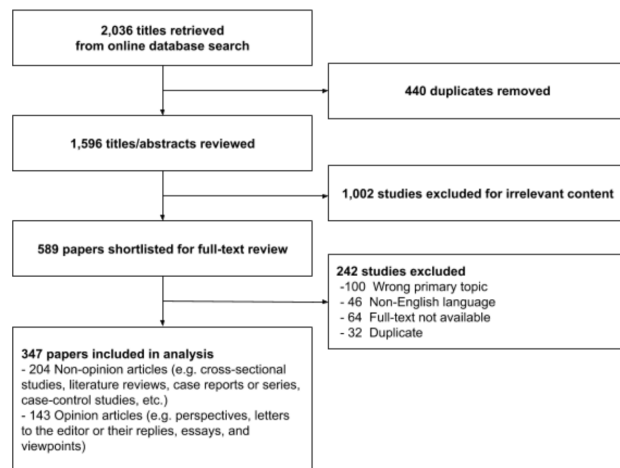 2,036 titles retrieved
from online database search
440 duplicates removed
1,596 titles/abstracts reviewed
1,002 studies excluded for irrelevant content
589 papers shortlisted for full-text review
242 studies excluded
-100 Wrong primary topic
- 46 Non-English language
- 64 Full-text not available
- 32 Duplicate
347 papers included in analysis
- 204 Non-opinion articles (e.g. cross-sectional
studies, literature reviews, case reports or series,
case-control studies, etc.)
- 143 Opinion articles (e.g. perspectives, letters
to the editor or their replies, essays, and
viewpoints)